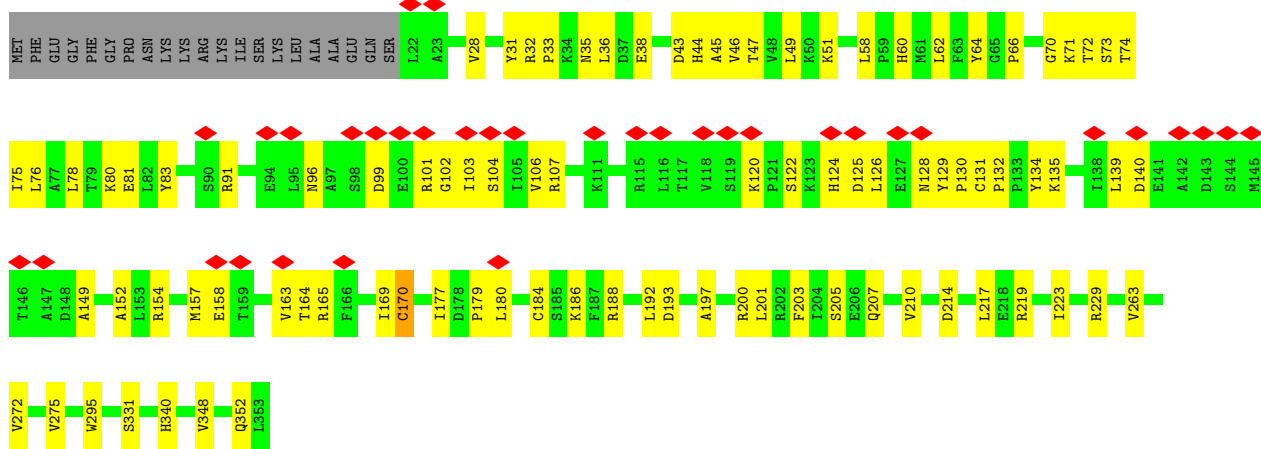 MET PHE GLU GLY PHE GLY PRO ASN LYS LYS ARG LYS ILE SER LYS LEU ALA ALA GLU GLN SER L22 A23 V28 Y31 R32 P33 K34 N35 L36 D37 E38 D43 H44 A45 V46 T47 V48 L49 K50 K51 L58 P59 H60 M61 L62 F63 Y64 G65 P66 G70 K71 T72 S73 T74
I75 L76 A77 L78 T79 K80 E81 L82 Y83 S90 R91 E94 L95 N96 A97 S98 D99 E100 R101 G102 I103 S104 I105 V106 R107 K111 R115 L116 T117 V118 S119 K120 P121 S122 K123 H124 D125 L126 E127 N128 Y129 P130 C131 P132 P133 Y134 K135 I138 L139 D140 E141 A142 D143 S144 M145
T146 A147 D148 A149 A152 L153 R154 M157 E158 T159 V163 T164 R165 F166 I169 C170 I177 D178 P179 L180 C184 S185 K186 F187 R188 L192 D193 A197 R200 L201 R202 F203 I204 S205 E206 Q207 V210 D214 L217 E218 R219 I223 R229 V263
V272 V275 W295 S331 H340 V348 Q352 L353